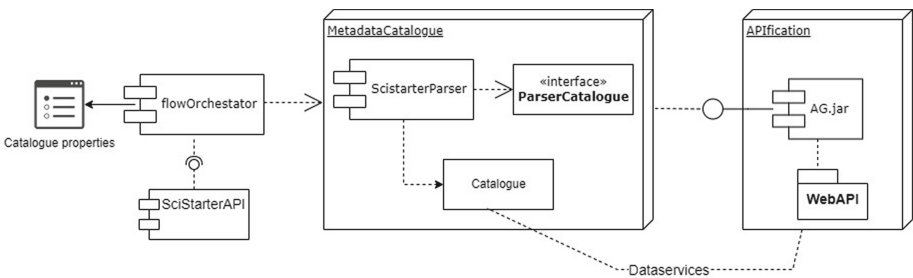 MetadataCatalogue
APIfication
Catalogue properties
flowOrchestator
SciStarterAPI
ScistarterParser
«interface»
ParserCatalogue
Catalogue
AG.jar
WebAPI
Dataservices